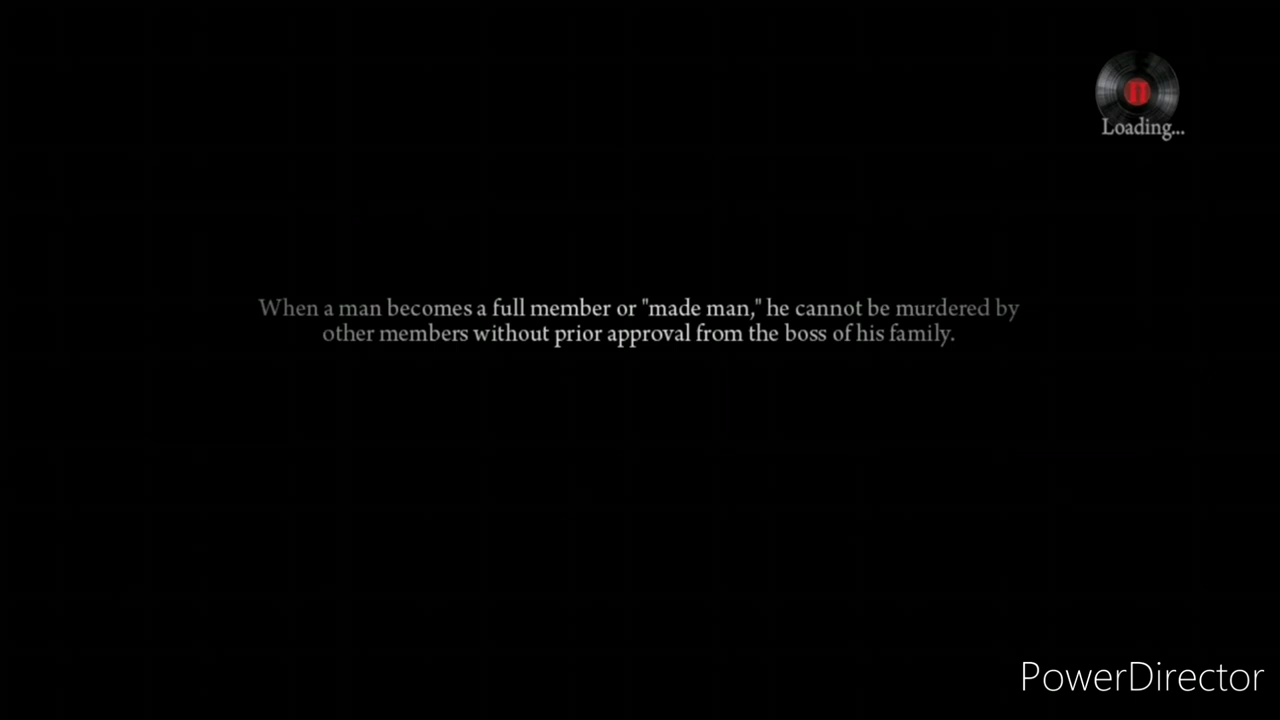 II
Loading...
When a man becomes a full member or "made man," he cannot be murdered by
other members without prior approval from the boss of his family.
PowerDirector